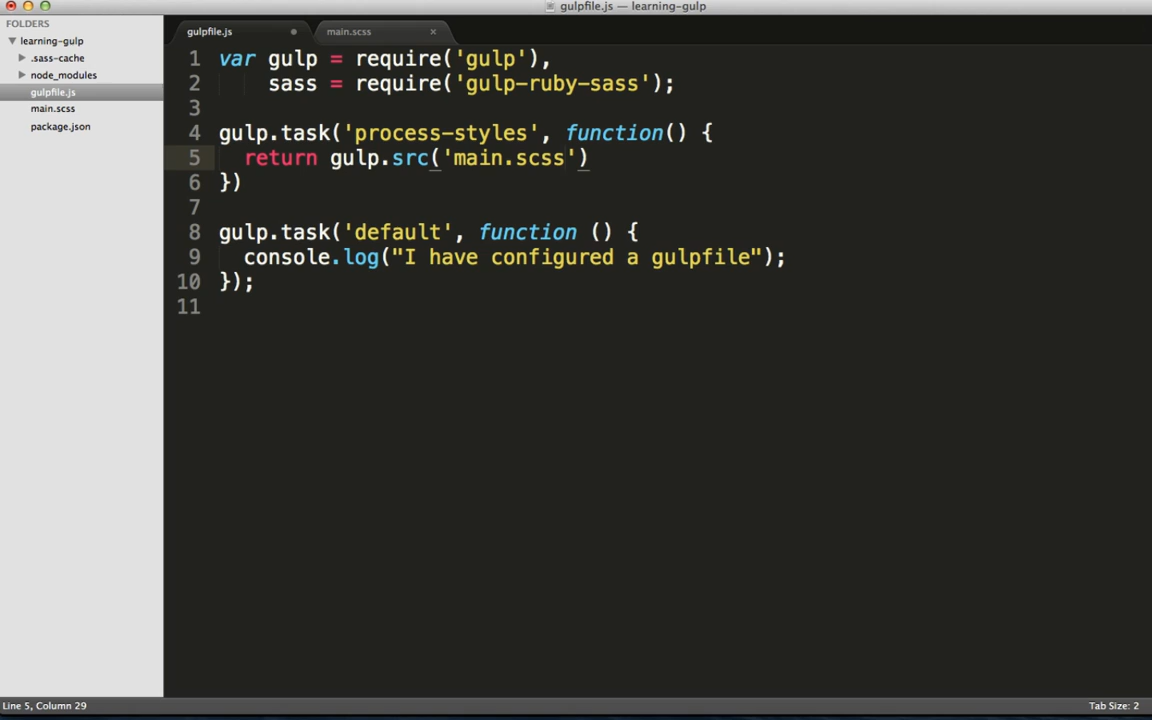 gulpfile.js — learning-gulp
FOLDERS
learning-gulp
.sass-cache
node_modules
gulpfile.js
main.scss
package.json
gulpfile.js
main.scss ×
1 var gulp = require('gulp'),
2 sass = require('gulp-ruby-sass');
3
4 gulp.task('process-styles', function() {
5 return gulp.src('main.scss')
6 })
7
8 gulp.task('default', function () {
9 console.log("I have configured a gulpfile");
10 });
11
Line 5, Column 29
Tab Size: 2